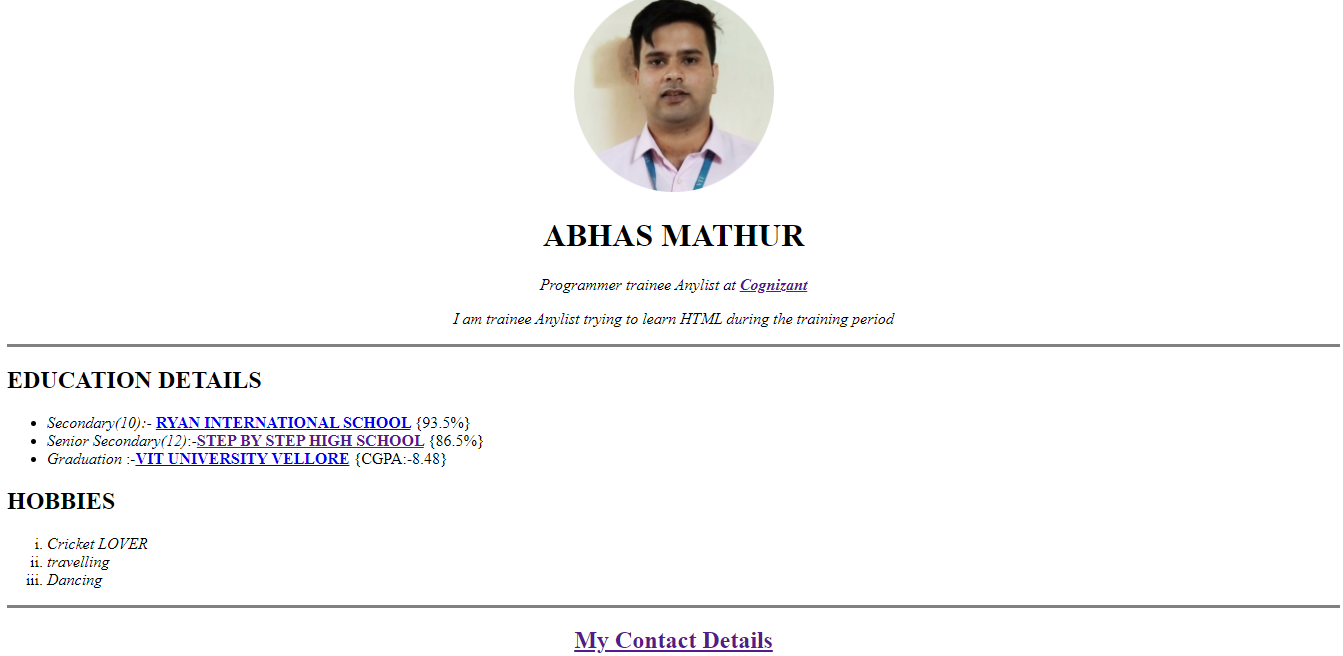 ABHAS MATHUR
Programmer trainee Anylist at Cognizant
I am trainee Anylist trying to learn HTML during the training period
EDUCATION DETAILS
• Secondary(10):- RYAN INTERNATIONAL SCHOOL {93.5%}
• Senior Secondary(12):-STEP BY STEP HIGH SCHOOL {86.5%}
• Graduation :-VIT UNIVERSITY VELLORE {CGPA:-8.48}
HOBBIES
i. Cricket LOVER
ii. travelling
iii. Dancing
My Contact Details